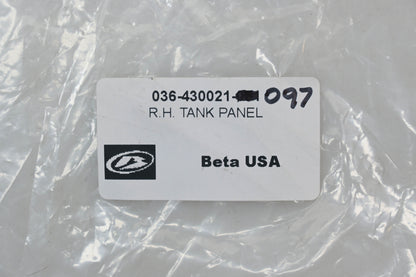 036-430021-097
R.H. TANK PANEL
Beta USA